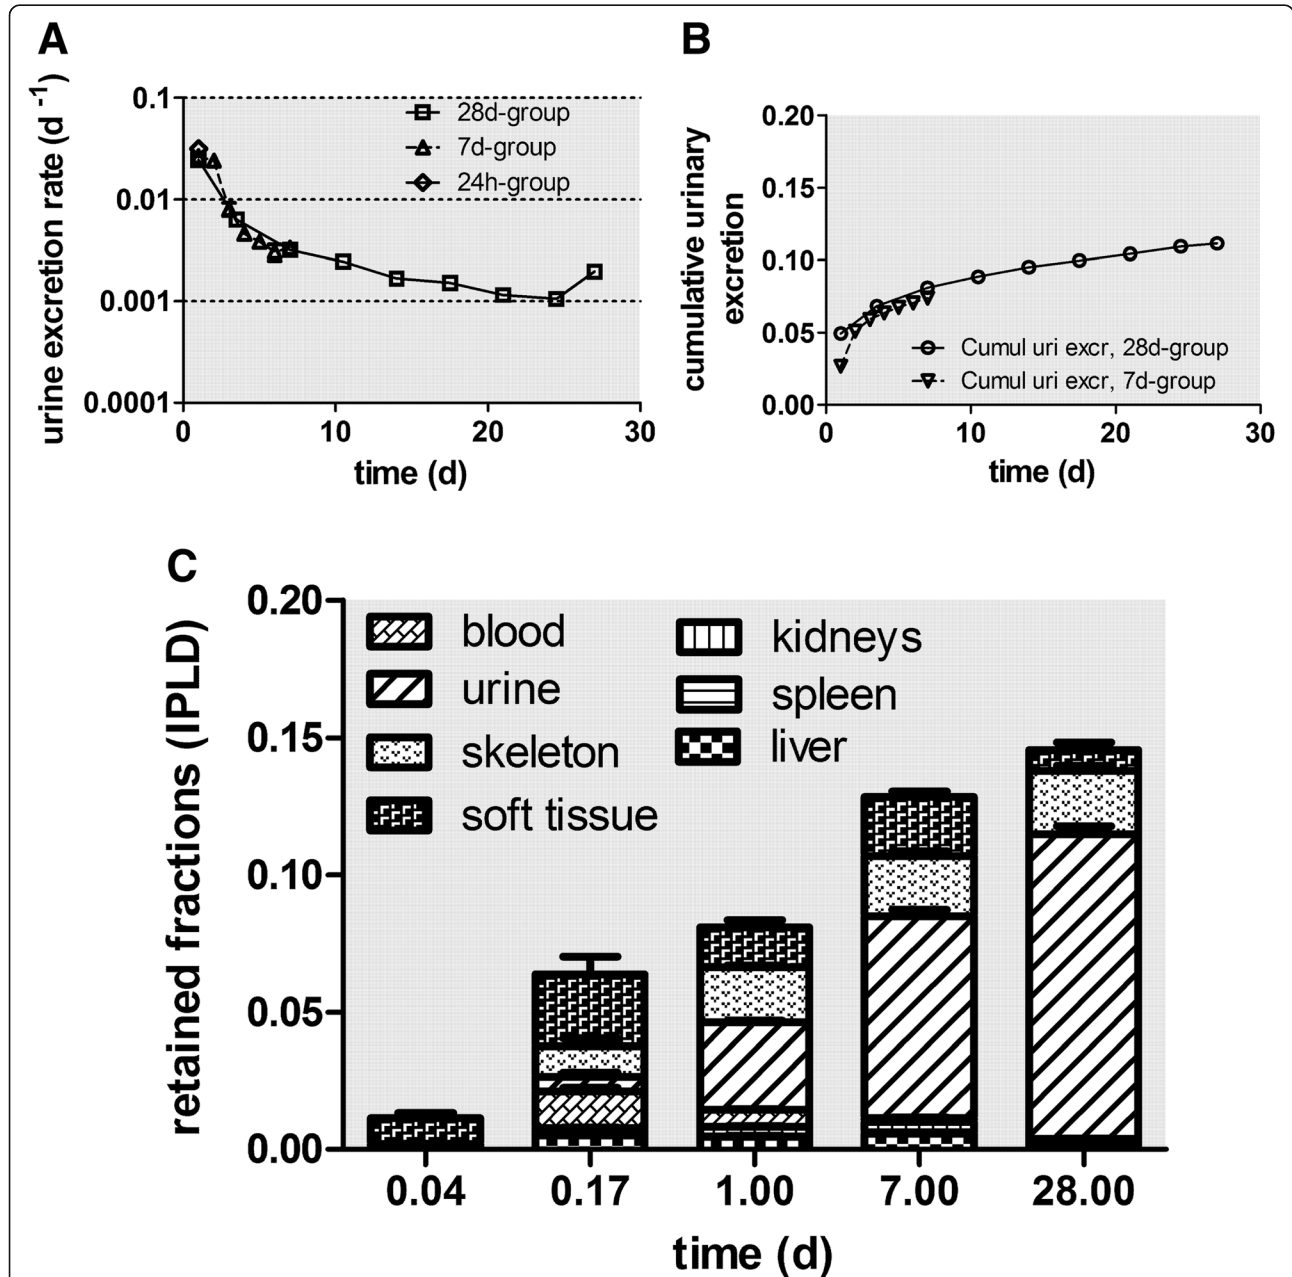 A
urine excretion rate (d -1)
0.1
0.01
0.001
0.0001
28d-group
7d-group
24h-group
0 10 20 30
time (d)
B
cumulative urinary
excretion
0.20
0.15
0.10
0.05
0.00
Cumul uri excr, 28d-group
Cumul uri excr, 7d-group
0 10 20 30
time (d)
C
retained fractions (IPLD)
0.20
0.15
0.10
0.05
0.00
blood
urine
skeleton
soft tissue
kidneys
spleen
liver
0.04 0.17 1.00 7.00 28.00
time (d)